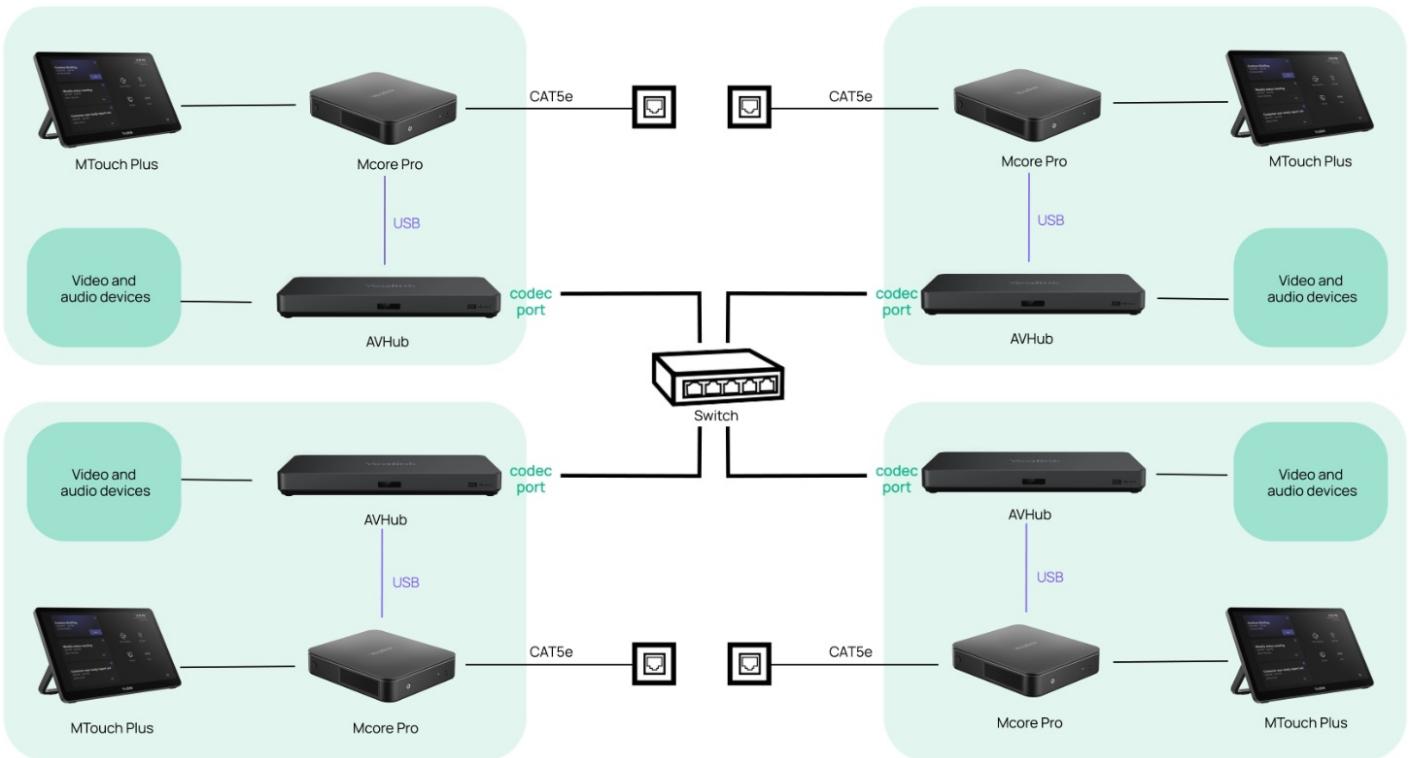 CAT5e
CAT5e
MTouch Plus
Mcore Pro
Mcore Pro
MTouch Plus
USB
USB
Video and
audio devices
codec
port
codec
port
Video and
audio devices
AVHub
AVHub
Switch
Video and
audio devices
codec
port
codec
port
Video and
audio devices
AVHub
AVHub
USB
USB
CAT5e
CAT5e
MTouch Plus
Mcore Pro
Mcore Pro
MTouch Plus